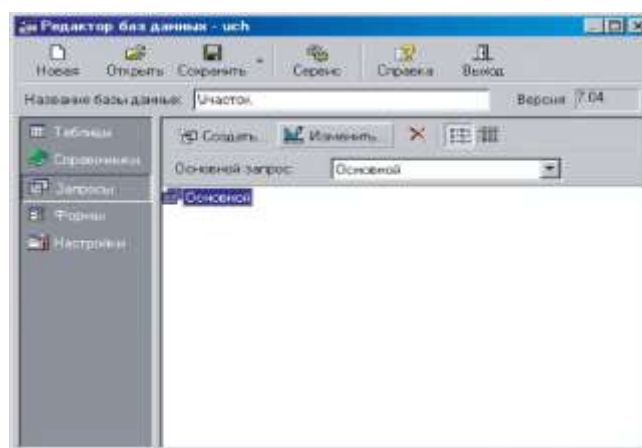 Редактор баз данных - uch
Новая Открыть Сохранить Сервис Справка Выход
Название базы данных: Участок Версия 7.04
Таблицы
Справочники
Запросы
Формы
Настройки
Создать Изменить
Основной запрос: Основной
Основной